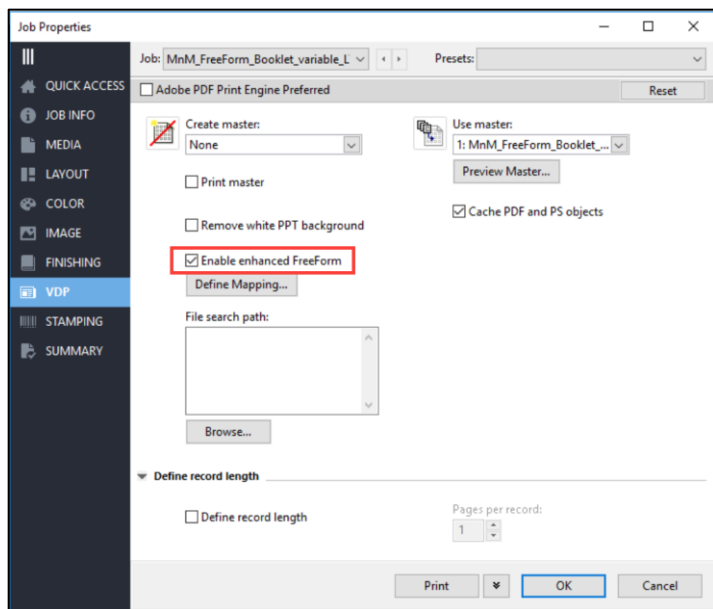 Job Properties
Job: MnM_FreeForm_Booklet_variable_L
Presets:
QUICK ACCESS
Adobe PDF Print Engine Preferred
Reset
JOB INFO
MEDIA
LAYOUT
COLOR
IMAGE
FINISHING
VDP
STAMPING
SUMMARY
Create master:
None
Print master
Remove white PPT background
Enable enhanced FreeForm
Define Mapping...
File search path:
Browse...
Use master:
1: MnM_FreeForm_Booklet_...
Preview Master...
Cache PDF and PS objects
Define record length
Define record length
Pages per record:
1
Print
OK
Cancel